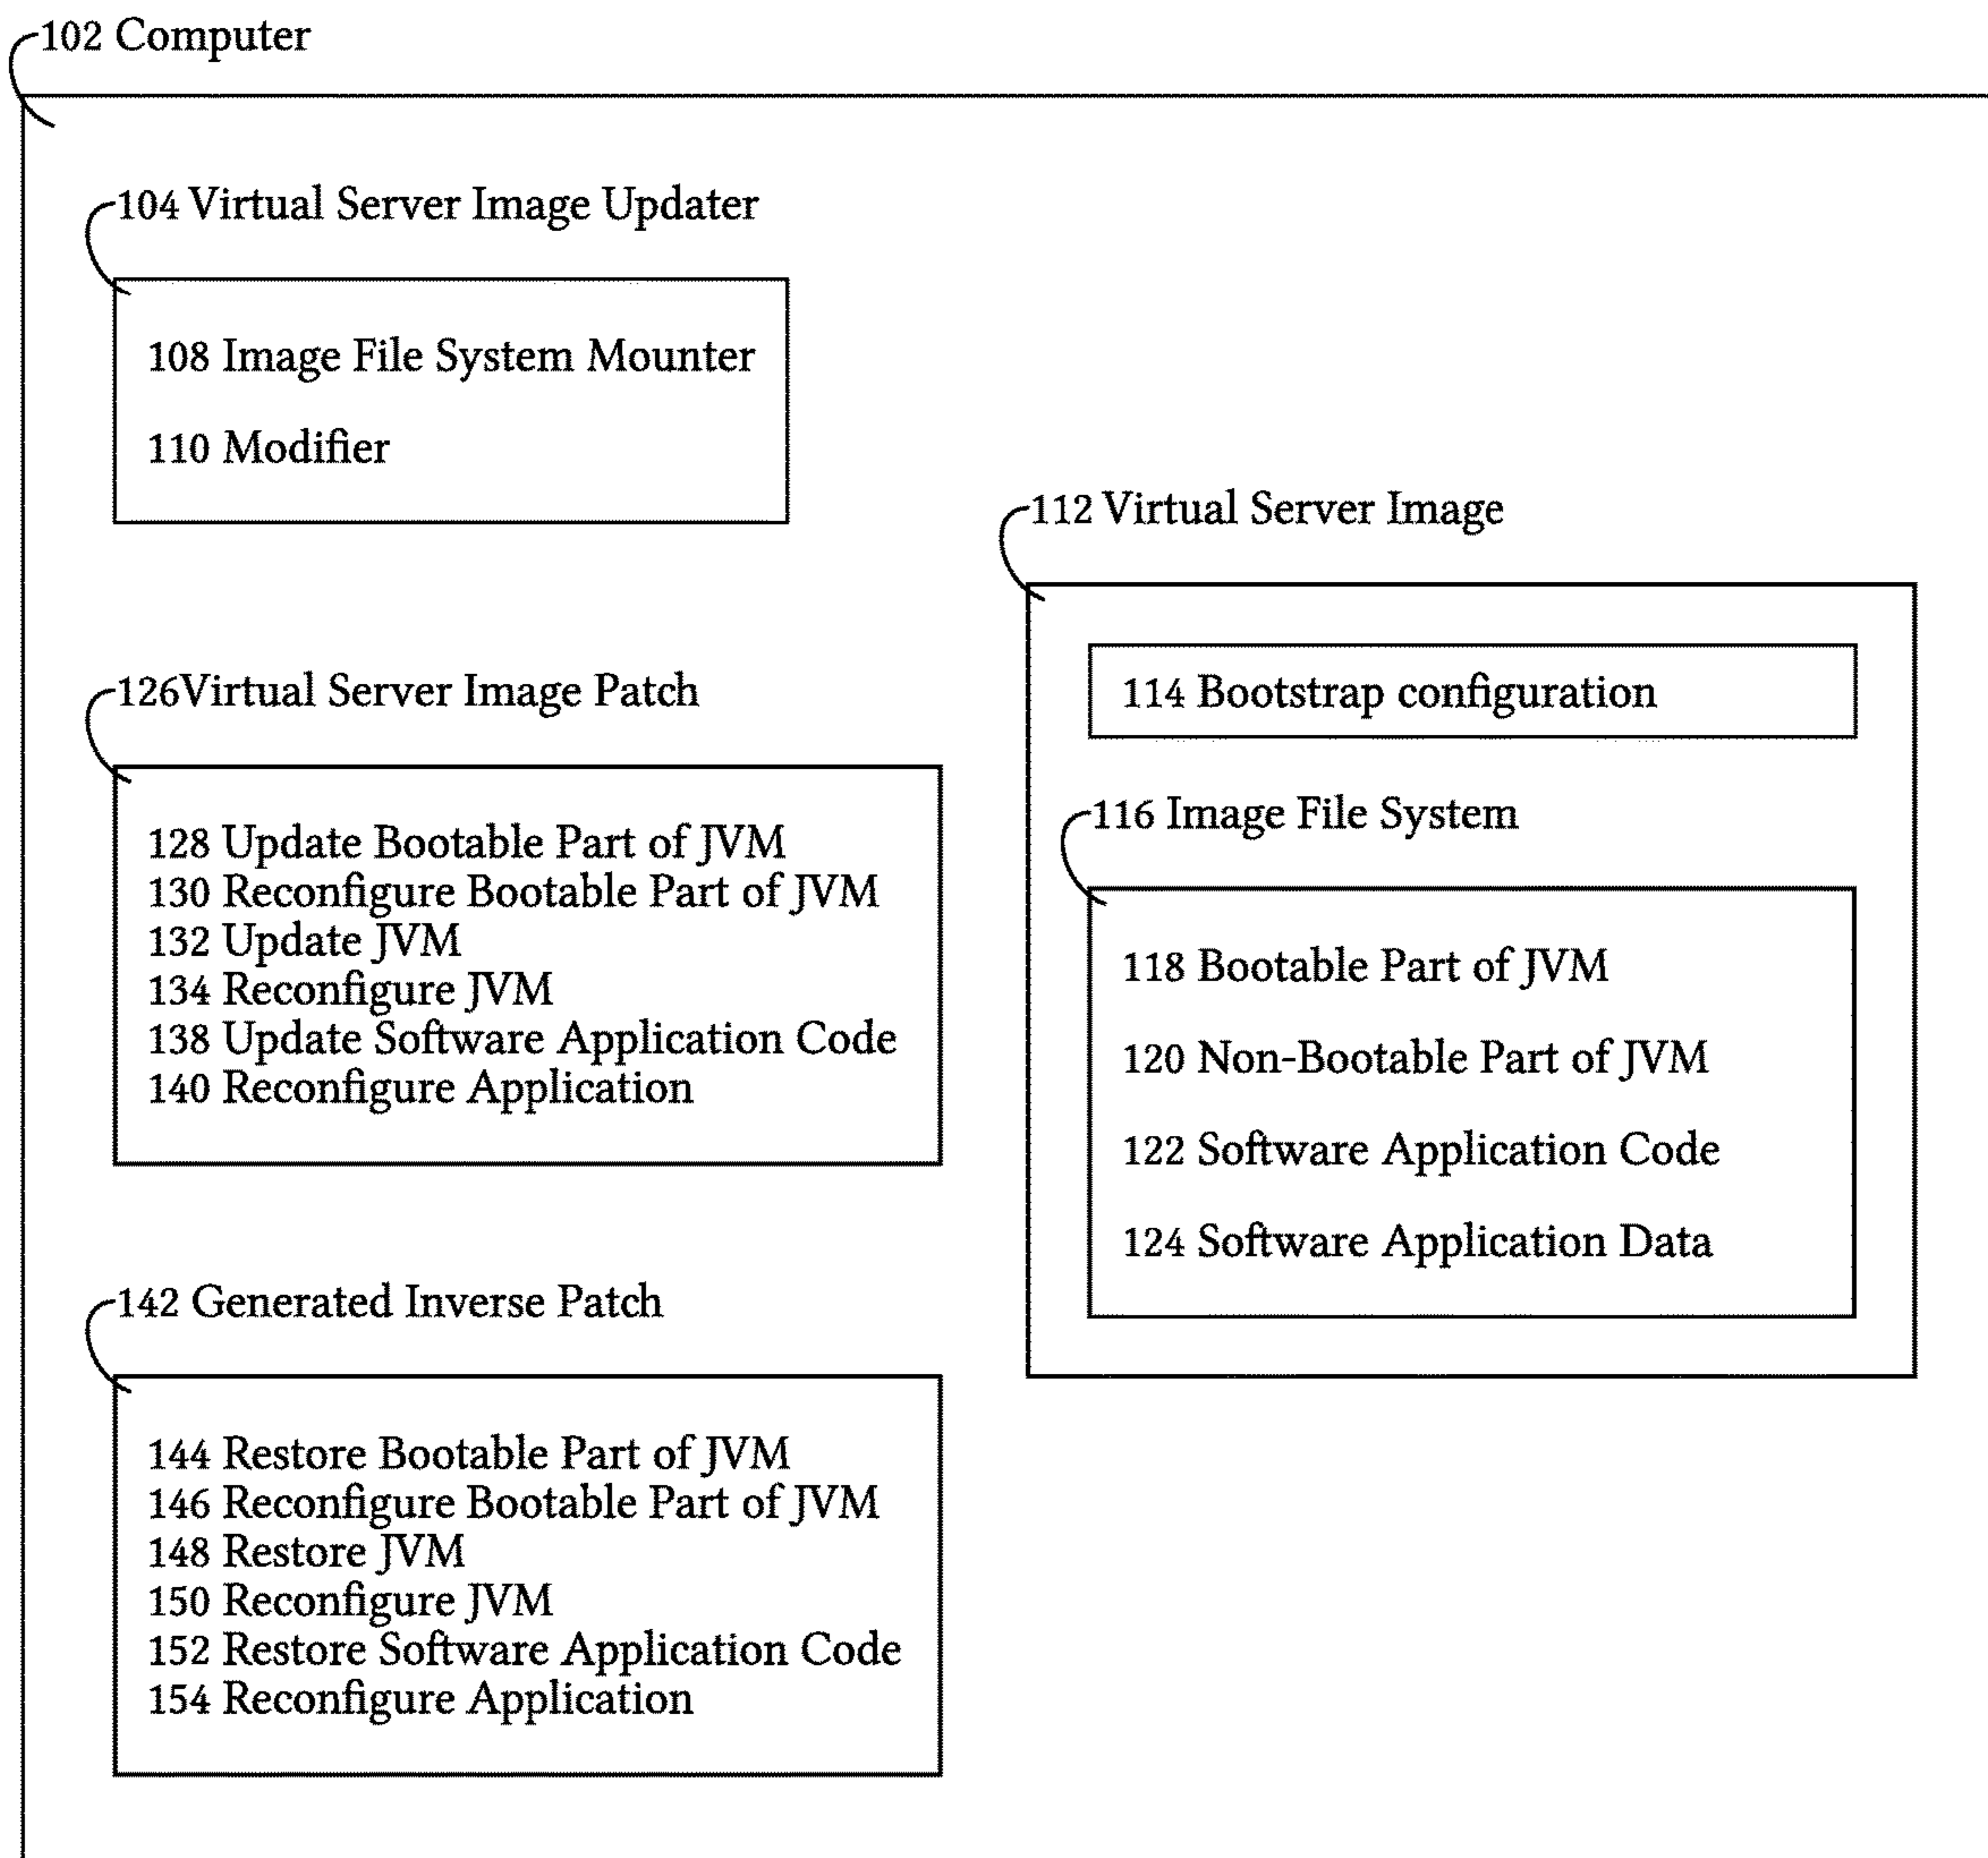 102 Computer
104 Virtual Server Image Updater
108 Image File System Mounter
110 Modifier
112 Virtual Server Image
114 Bootstrap configuration
116 Image File System
118 Bootable Part of JVM
120 Non-Bootable Part of JVM
122 Software Application Code
124 Software Application Data
126Virtual Server Image Patch
128 Update Bootable Part of JVM
130 Reconfigure Bootable Part of JVM
132 Update JVM
134 Reconfigure JVM
138 Update Software Application Code
140 Reconfigure Application
142 Generated Inverse Patch
144 Restore Bootable Part of JVM
146 Reconfigure Bootable Part of JVM
148 Restore JVM
150 Reconfigure JVM
152 Restore Software Application Code
154 Reconfigure Application